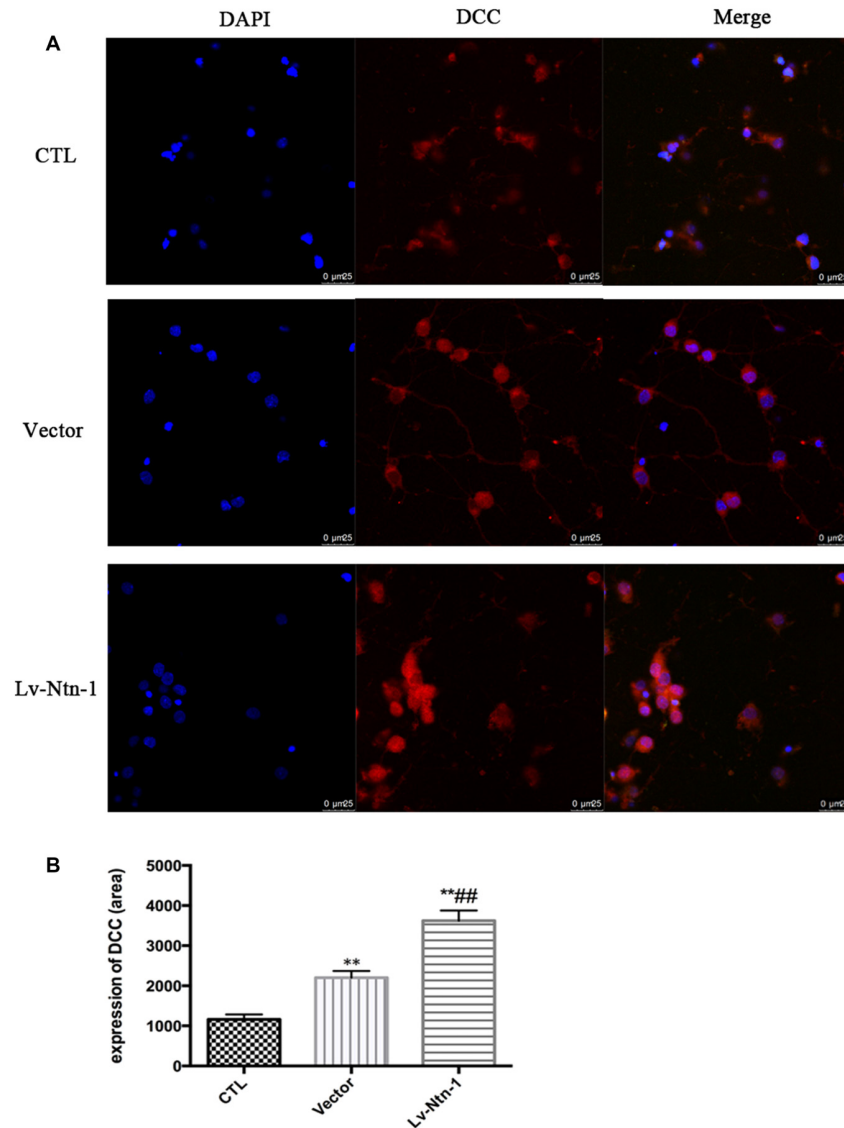 DAPI DCC Merge
A
CTL
0 µm25 0 µm25 0 µm25
Vector
0 µm25 0 µm25 0 µm25
Lv-Ntn-1
0 µm25 0 µm25 0 µm25
B
expression of DCC (area)
5000
4000
3000
2000
1000
0
**
**##
CTL Vector Lv-Ntn-1